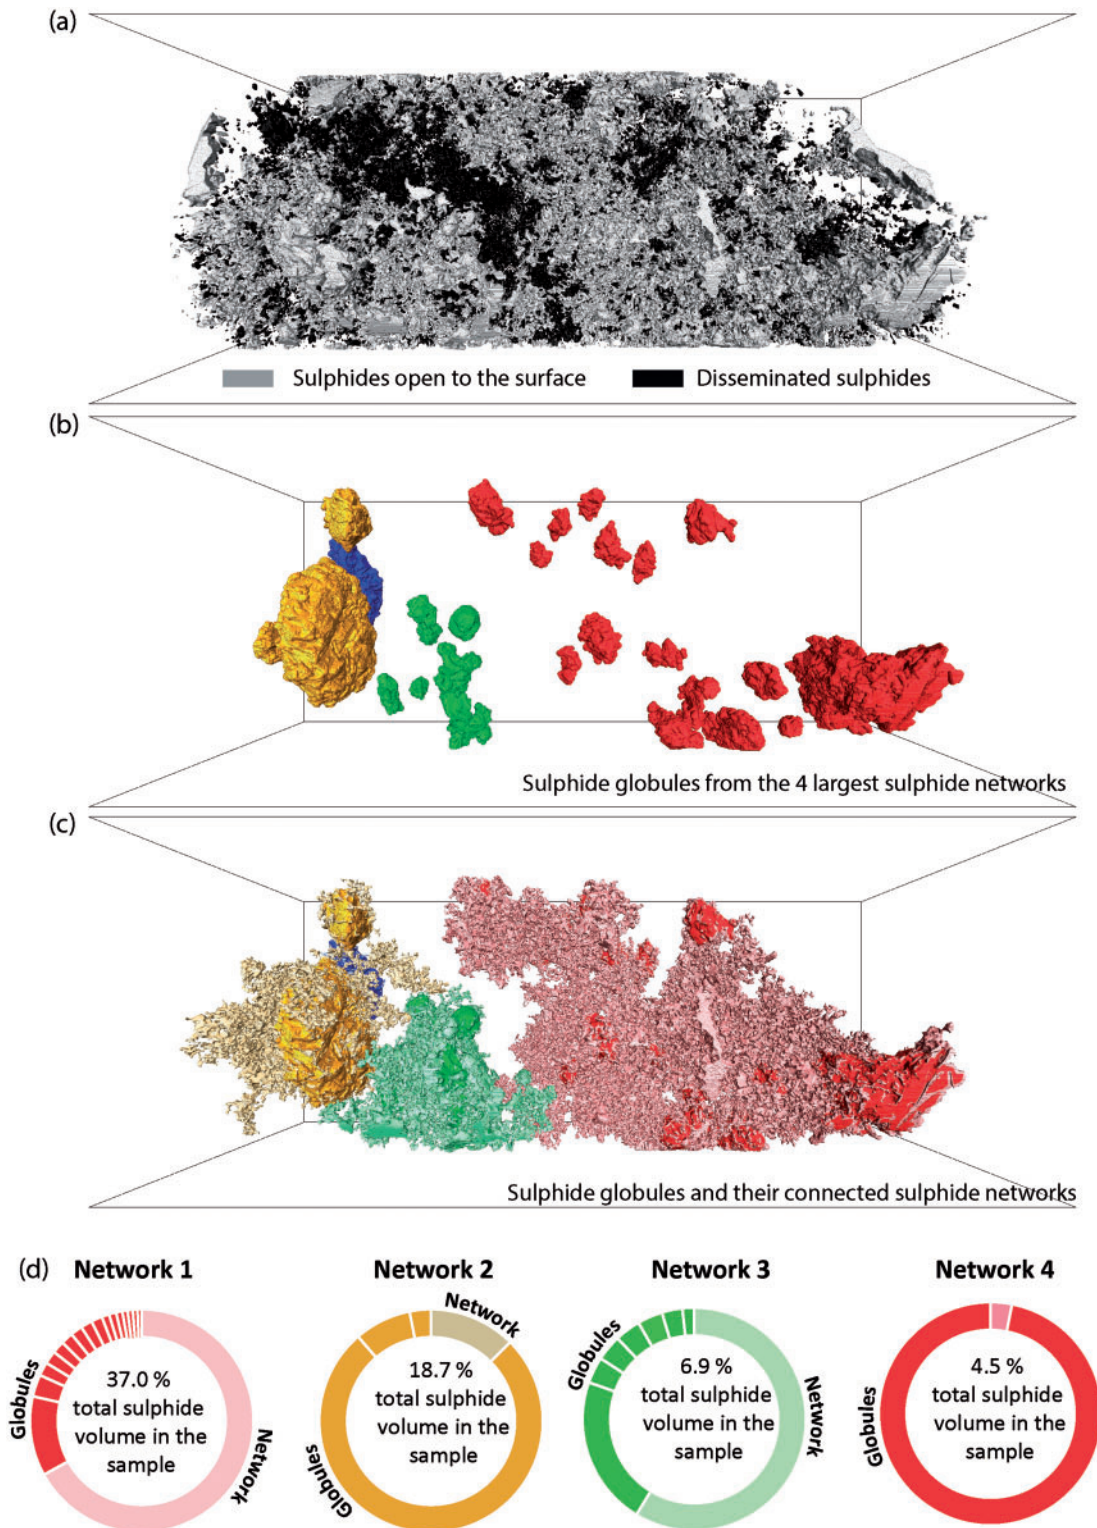 (a)
Sulphides open to the surface
Disseminated sulphides
(b)
Sulphide globules from the 4 largest sulphide networks
(c)
Sulphide globules and their connected sulphide networks
(d)
Network 1
Network 2
Network 3
Network 4
Globules
37.0 %
total sulphide
volume in the
sample
Network
Network
18.7 %
total sulphide
volume in the
sample
Globules
Globules
6.9 %
total sulphide
volume in the
sample
Network
4.5 %
total sulphide
volume in the
sample
Globules